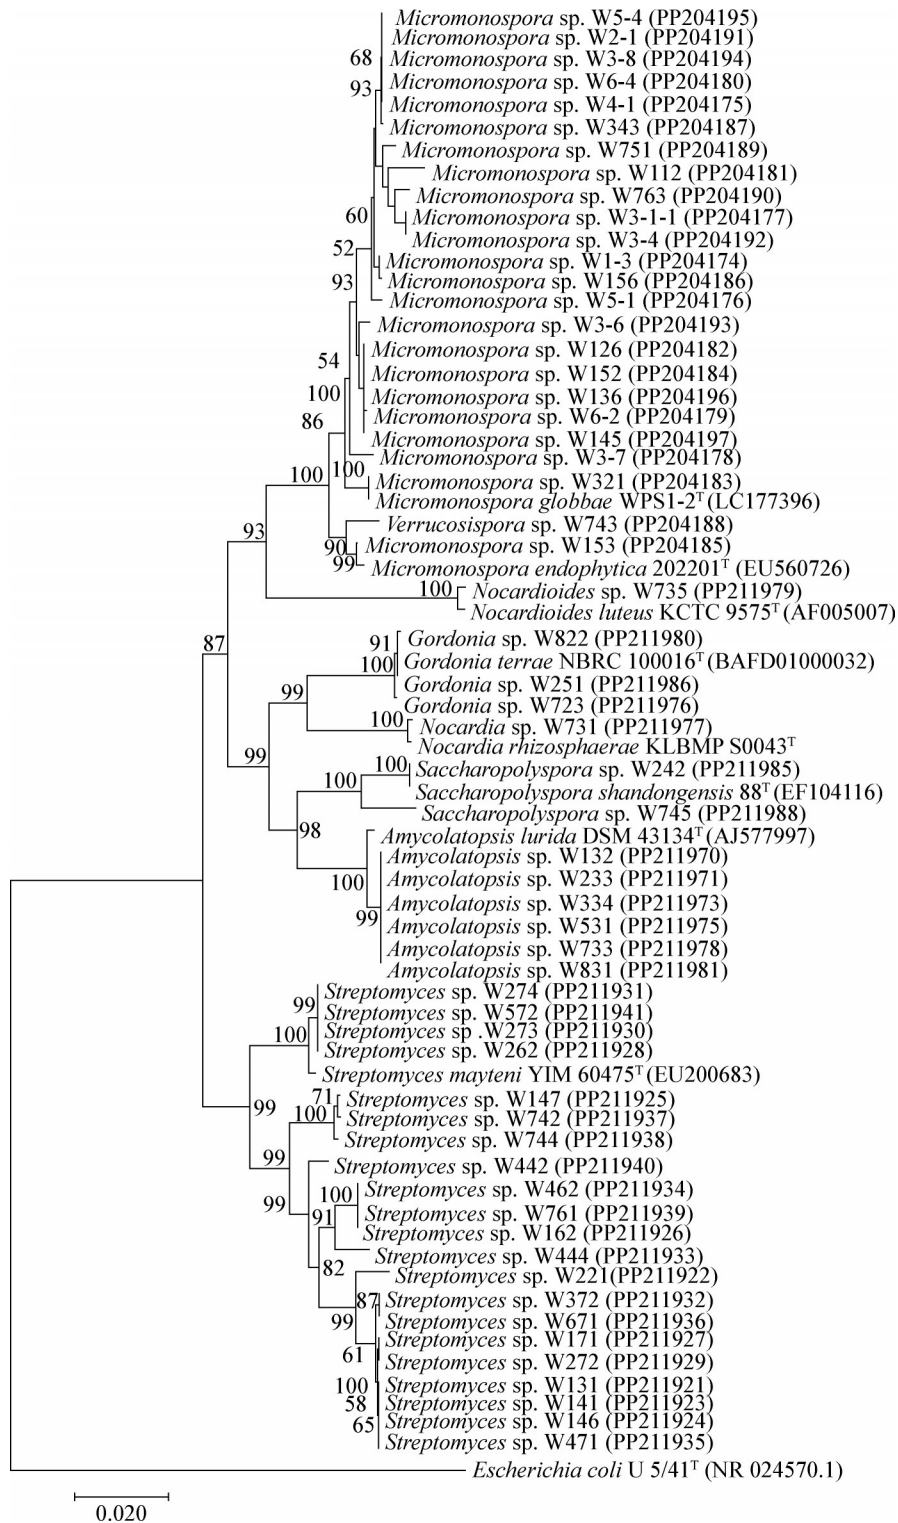 Micromonospora sp. W5-4 (PP204195)
Micromonospora sp. W2-1 (PP204191)
68
Micromonospora sp. W3-8 (PP204194)
93
Micromonospora sp. W6-4 (PP204180)
Micromonospora sp. W4-1 (PP204175)
Micromonospora sp. W343 (PP204187)
Micromonospora sp. W751 (PP204189)
Micromonospora sp. W112 (PP204181)
Micromonospora sp. W763 (PP204190)
60
Micromonospora sp. W3-1-1 (PP204177)
Micromonospora sp. W3-4 (PP204192)
52
Micromonospora sp. W1-3 (PP204174)
93
Micromonospora sp. W156 (PP204186)
Micromonospora sp. W5-1 (PP204176)
Micromonospora sp. W3-6 (PP204193)
Micromonospora sp. W126 (PP204182)
54
Micromonospora sp. W152 (PP204184)
100
Micromonospora sp. W136 (PP204196)
86
Micromonospora sp. W6-2 (PP204179)
Micromonospora sp. W145 (PP204197)
Micromonospora sp. W3-7 (PP204178)
100
100
Micromonospora sp. W321 (PP204183)
Micromonospora globbae WPS1-2T (LC177396)
Verrucosispora sp. W743 (PP204188)
93
90
Micromonospora sp. W153 (PP204185)
99
Micromonospora endophytica 202201T (EU560726)
100
Nocardioides sp. W735 (PP211979)
Nocardioides luteus KCTC 9575T (AF005007)
87
91
Gordonia sp. W822 (PP211980)
100
Gordonia terrae NBRC 100016T (BAFD01000032)
99
Gordonia sp. W251 (PP211986)
Gordonia sp. W723 (PP211976)
100
Nocardia sp. W731 (PP211977)
Nocardia rhizosphaerae KLBMP S0043T
99
100
Saccharopolyspora sp. W242 (PP211985)
100
Saccharopolyspora shandongensis 88T (EF104116)
Saccharopolyspora sp. W745 (PP211988)
98
Amycolatopsis lurida DSM 43134T (AJ577997)
Amycolatopsis sp. W132 (PP211970)
100
Amycolatopsis sp. W233 (PP211971)
Amycolatopsis sp. W334 (PP211973)
99
Amycolatopsis sp. W531 (PP211975)
Amycolatopsis sp. W733 (PP211978)
Amycolatopsis sp. W831 (PP211981)
Streptomyces sp. W274 (PP211931)
99
Streptomyces sp. W572 (PP211941)
100
Streptomyces sp .W273 (PP211930)
Streptomyces sp. W262 (PP211928)
Streptomyces mayteni YIM 60475T (EU200683)
71
Streptomyces sp. W147 (PP211925)
99
100
Streptomyces sp. W742 (PP211937)
Streptomyces sp. W744 (PP211938)
99
Streptomyces sp. W442 (PP211940)
100
Streptomyces sp. W462 (PP211934)
99
91
Streptomyces sp. W761 (PP211939)
Streptomyces sp. W162 (PP211926)
Streptomyces sp. W444 (PP211933)
82
Streptomyces sp. W221(PP211922)
87
Streptomyces sp. W372 (PP211932)
99
Streptomyces sp. W671 (PP211936)
Streptomyces sp. W171 (PP211927)
61
Streptomyces sp. W272 (PP211929)
100
Streptomyces sp. W131 (PP211921)
58
Streptomyces sp. W141 (PP211923)
65
Streptomyces sp. W146 (PP211924)
Streptomyces sp. W471 (PP211935)
Escherichia coli U 5/41T (NR 024570.1)
0.020